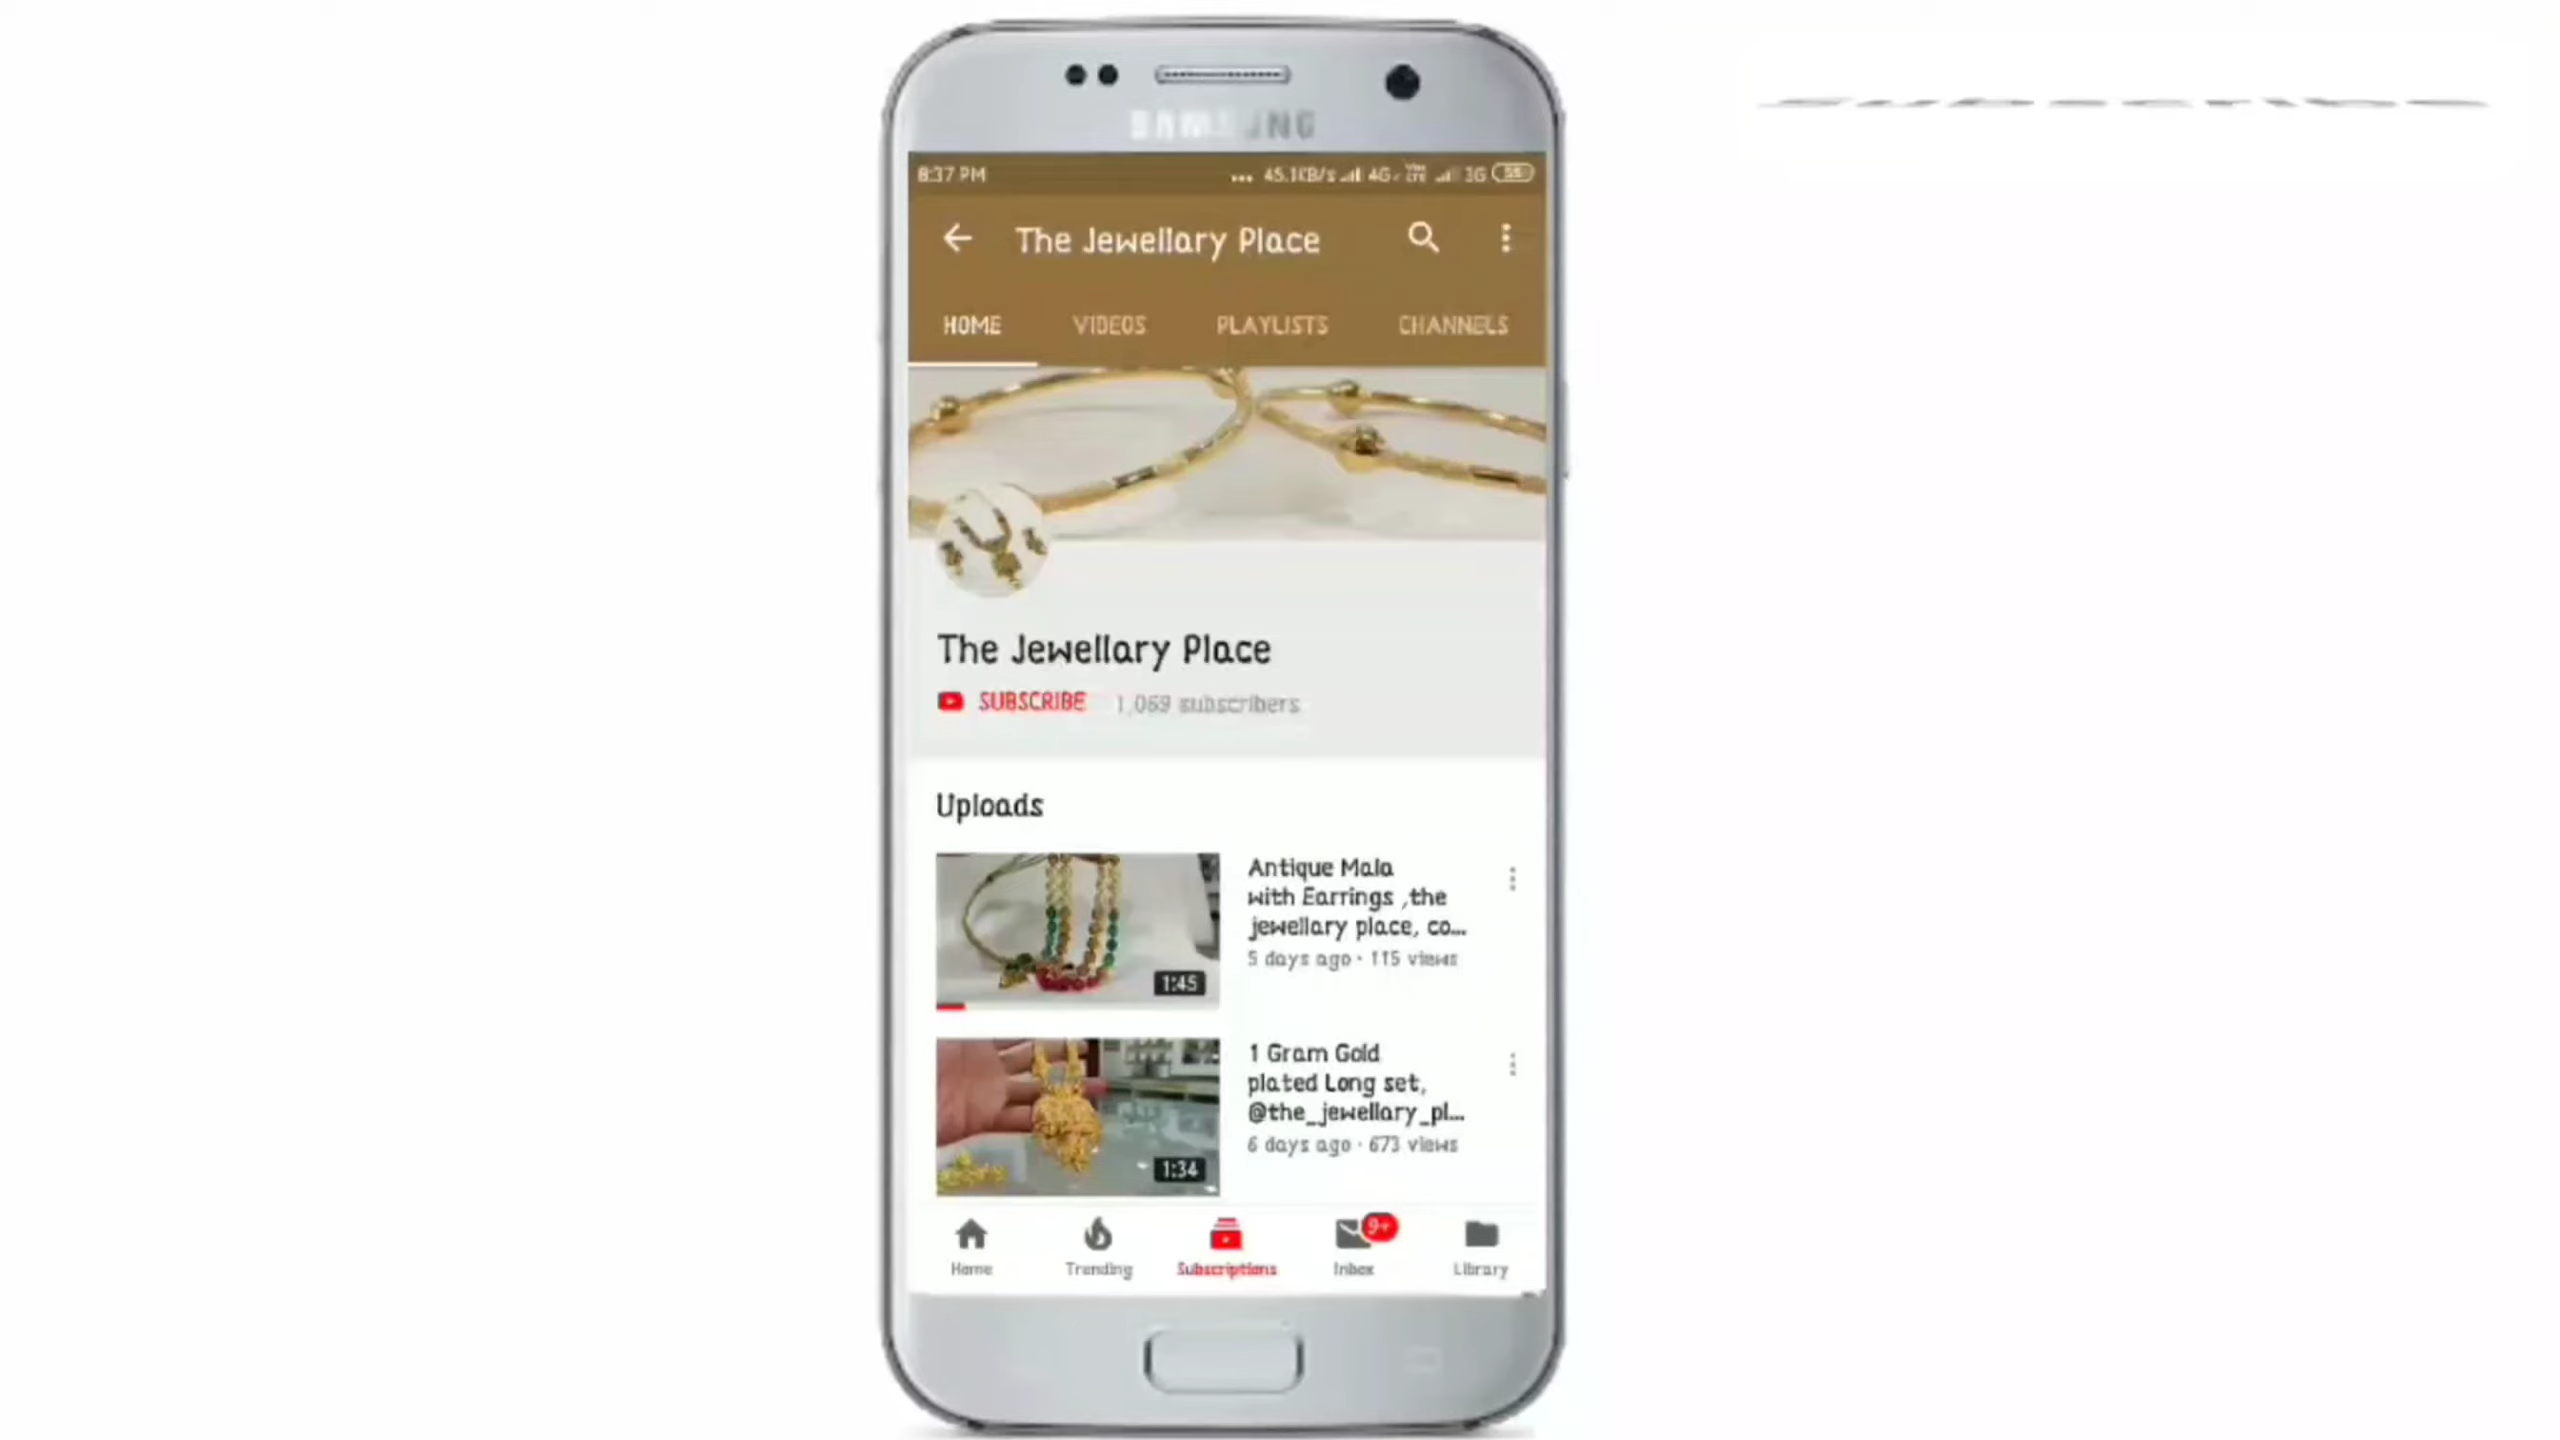 SAMSUNG
8:37 PM ... 45.1KB/s 4G 3G
The Jewellary Place
HOME VIDEOS PLAYLISTS CHANNELS
The Jewellary Place
SUBSCRIBE 1,069 subscribers
Uploads
Antique Mala
with Earrings ,the
jewellary place, co...
5 days ago · 115 views
1:45
1 Gram Gold
plated Long set,
@the_jewellary_pl...
6 days ago · 673 views
1:34
9+
Home Trending Subscriptions Inbox Library